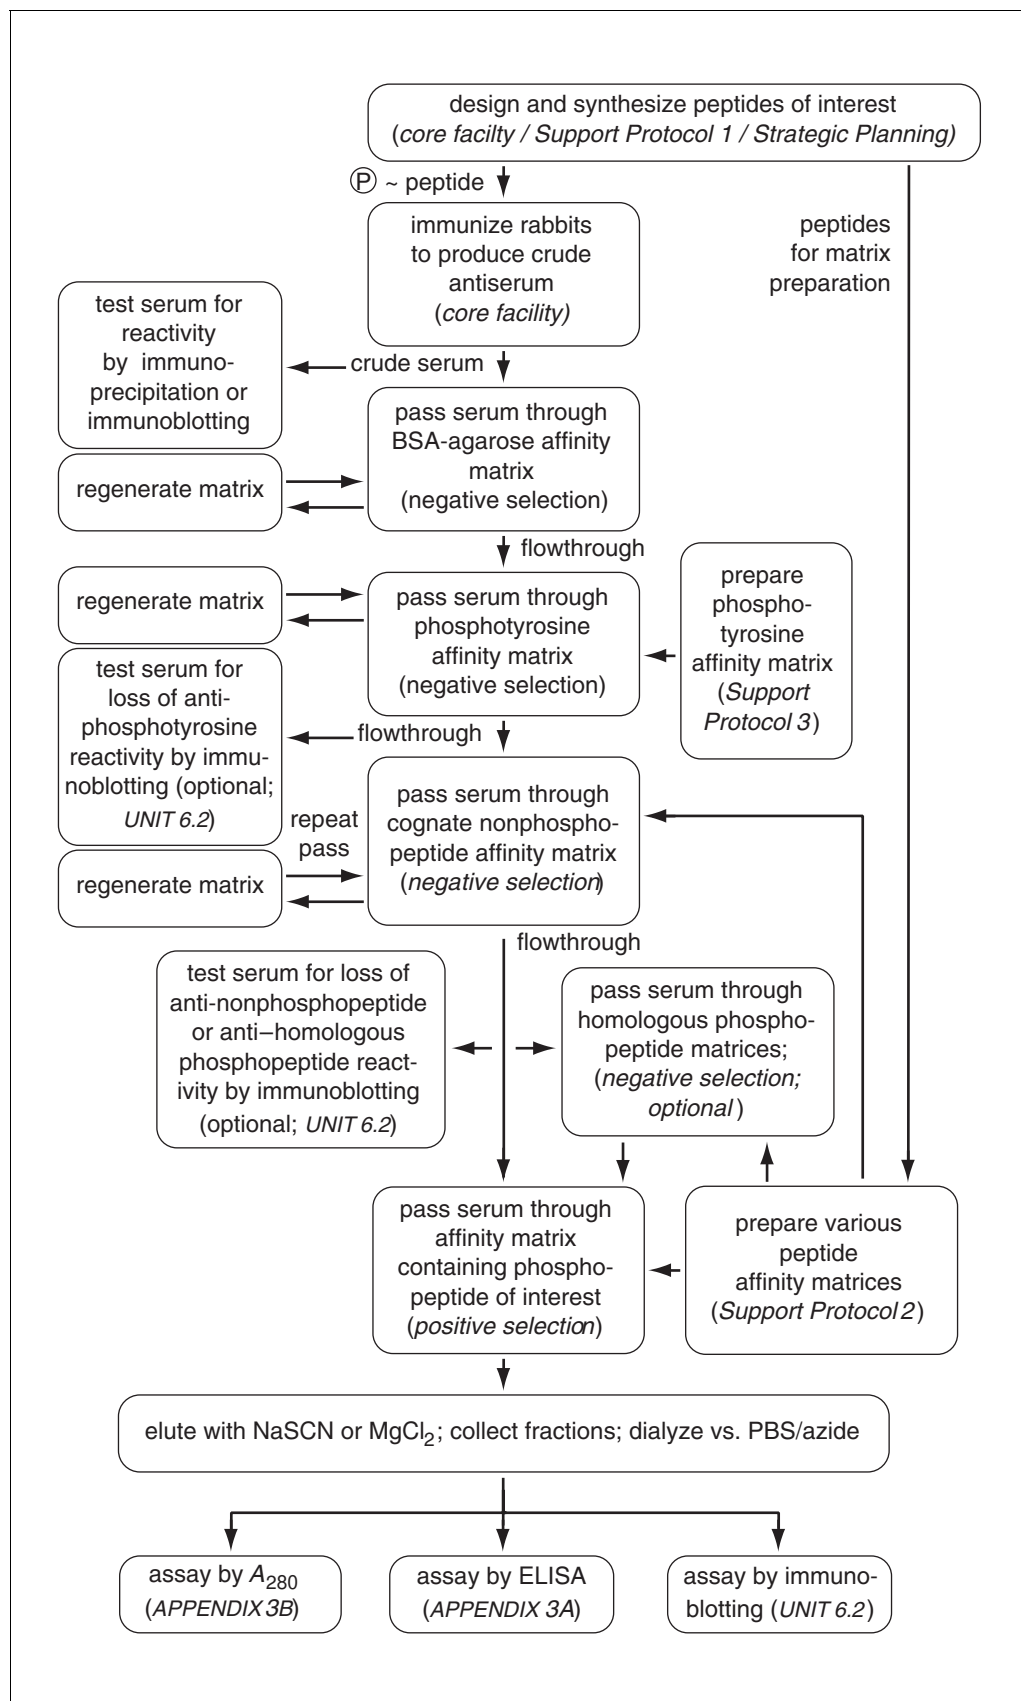 design and synthesize peptides of interest
(core facilty / Support Protocol 1 / Strategic Planning)
P ~ peptide
peptides
for matrix
preparation
immunize rabbits
to produce crude
antiserum
(core facility)
test serum for
reactivity
by immuno-
precipitation or
immunoblotting
crude serum
pass serum through
BSA-agarose affinity
matrix
(negative selection)
regenerate matrix
flowthrough
pass serum through
phosphotyrosine
affinity matrix
(negative selection)
regenerate matrix
prepare
phospho-
tyrosine
affinity matrix
(Support
Protocol 3)
test serum for
loss of anti-
phosphotyrosine
reactivity by immu-
noblotting (optional;
UNIT 6.2)
flowthrough
pass serum through
cognate nonphospho-
peptide affinity matrix
(negative selection)
repeat
pass
regenerate matrix
flowthrough
test serum for loss of
anti-nonphosphopeptide
or anti–homologous
phosphopeptide react-
ivity by immunoblotting
(optional; UNIT 6.2)
pass serum through
homologous phospho-
peptide matrices;
(negative selection;
optional)
pass serum through
affinity matrix
containing phospho-
peptide of interest
(positive selection)
prepare various
peptide
affinity matrices
(Support Protocol 2)
elute with NaSCN or MgCl2; collect fractions; dialyze vs. PBS/azide
assay by A280
(APPENDIX 3B)
assay by ELISA
(APPENDIX 3A)
assay by immuno-
blotting (UNIT 6.2)